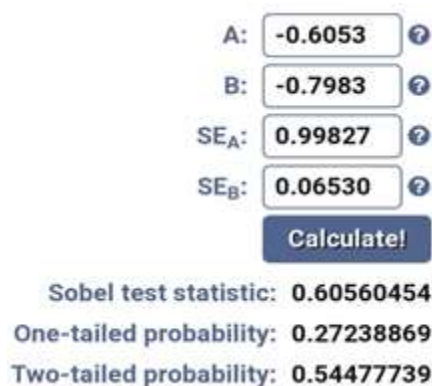 A: -0.6053 ?
B: -0.7983 ?
SEA: 0.99827 ?
SEB: 0.06530 ?
Calculate!
Sobel test statistic: 0.60560454
One-tailed probability: 0.27238869
Two-tailed probability: 0.54477739